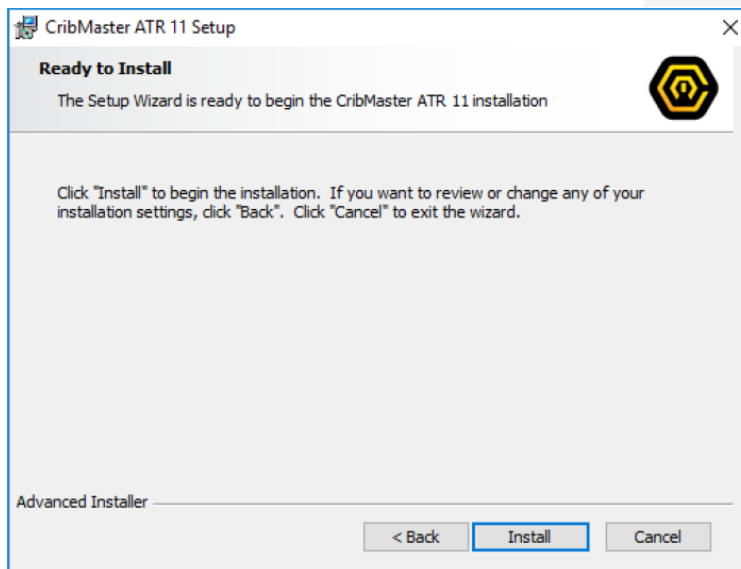 CribMaster ATR 11 Setup
Ready to Install
The Setup Wizard is ready to begin the CribMaster ATR 11 installation
Click "Install" to begin the installation.  If you want to review or change any of your
installation settings, click "Back".  Click "Cancel" to exit the wizard.
Advanced Installer
< Back Install Cancel